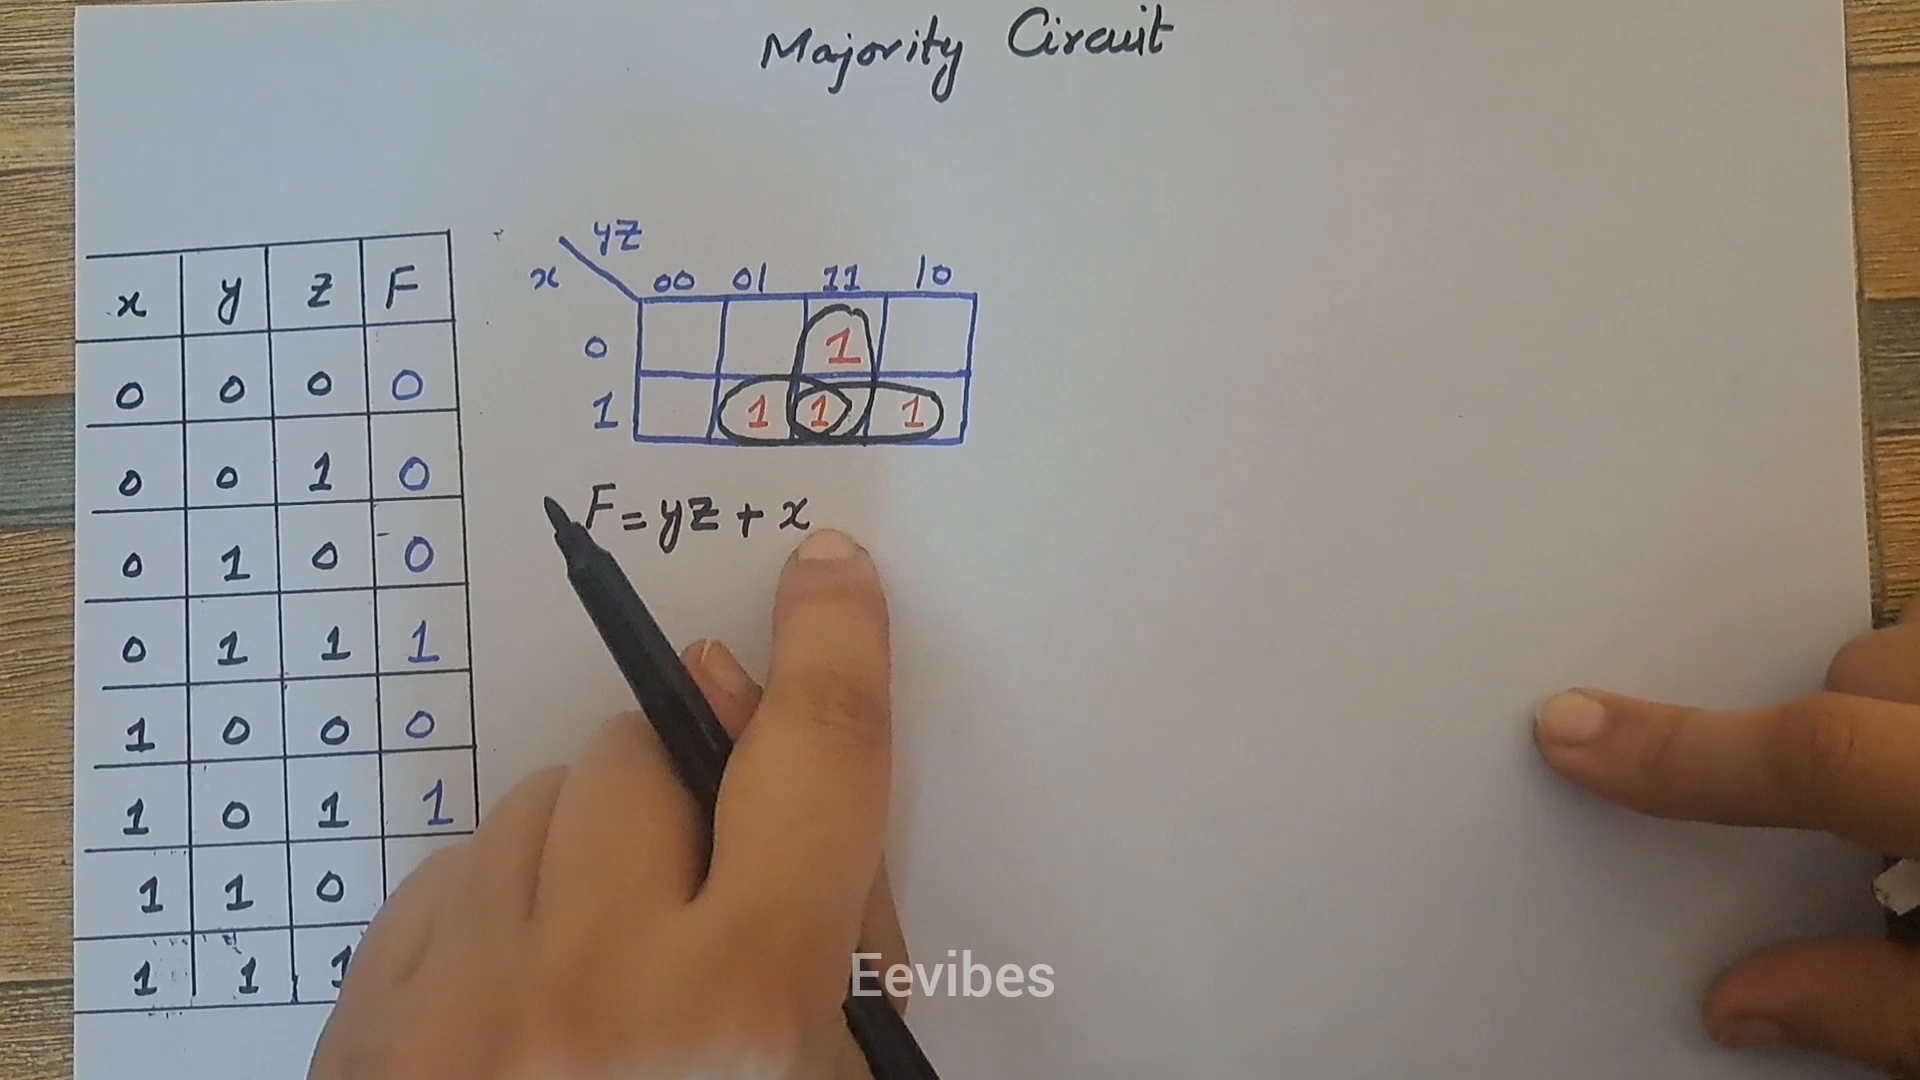 Majority Circuit
x y z F
0 0 0 0
0 0 1 0
0 1 0 0
0 1 1 1
1 0 0 0
1 0 1 1
1 1 0
1 1 1
yz
x 00 01 11 10
0 1
1 1 1 1
F = yz + x
Eevibes